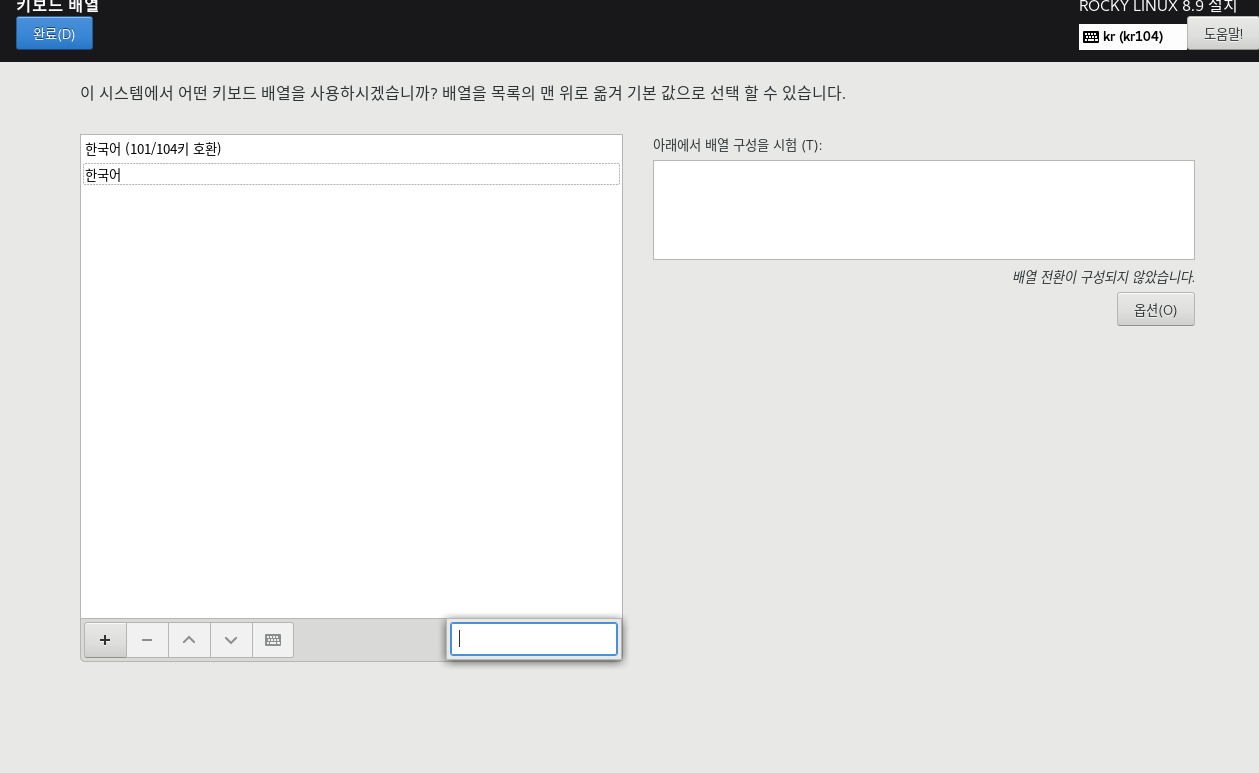 키보드 배열
ROCKY LINUX 8.9 설치
완료(D)
kr (kr104)
도움말!
이 시스템에서 어떤 키보드 배열을 사용하시겠습니까? 배열을 목록의 맨 위로 옮겨 기본 값으로 선택 할 수 있습니다.
한국어 (101/104키 호환)
한국어
아래에서 배열 구성을 시험 (T):
배열 전환이 구성되지 않았습니다.
옵션(O)